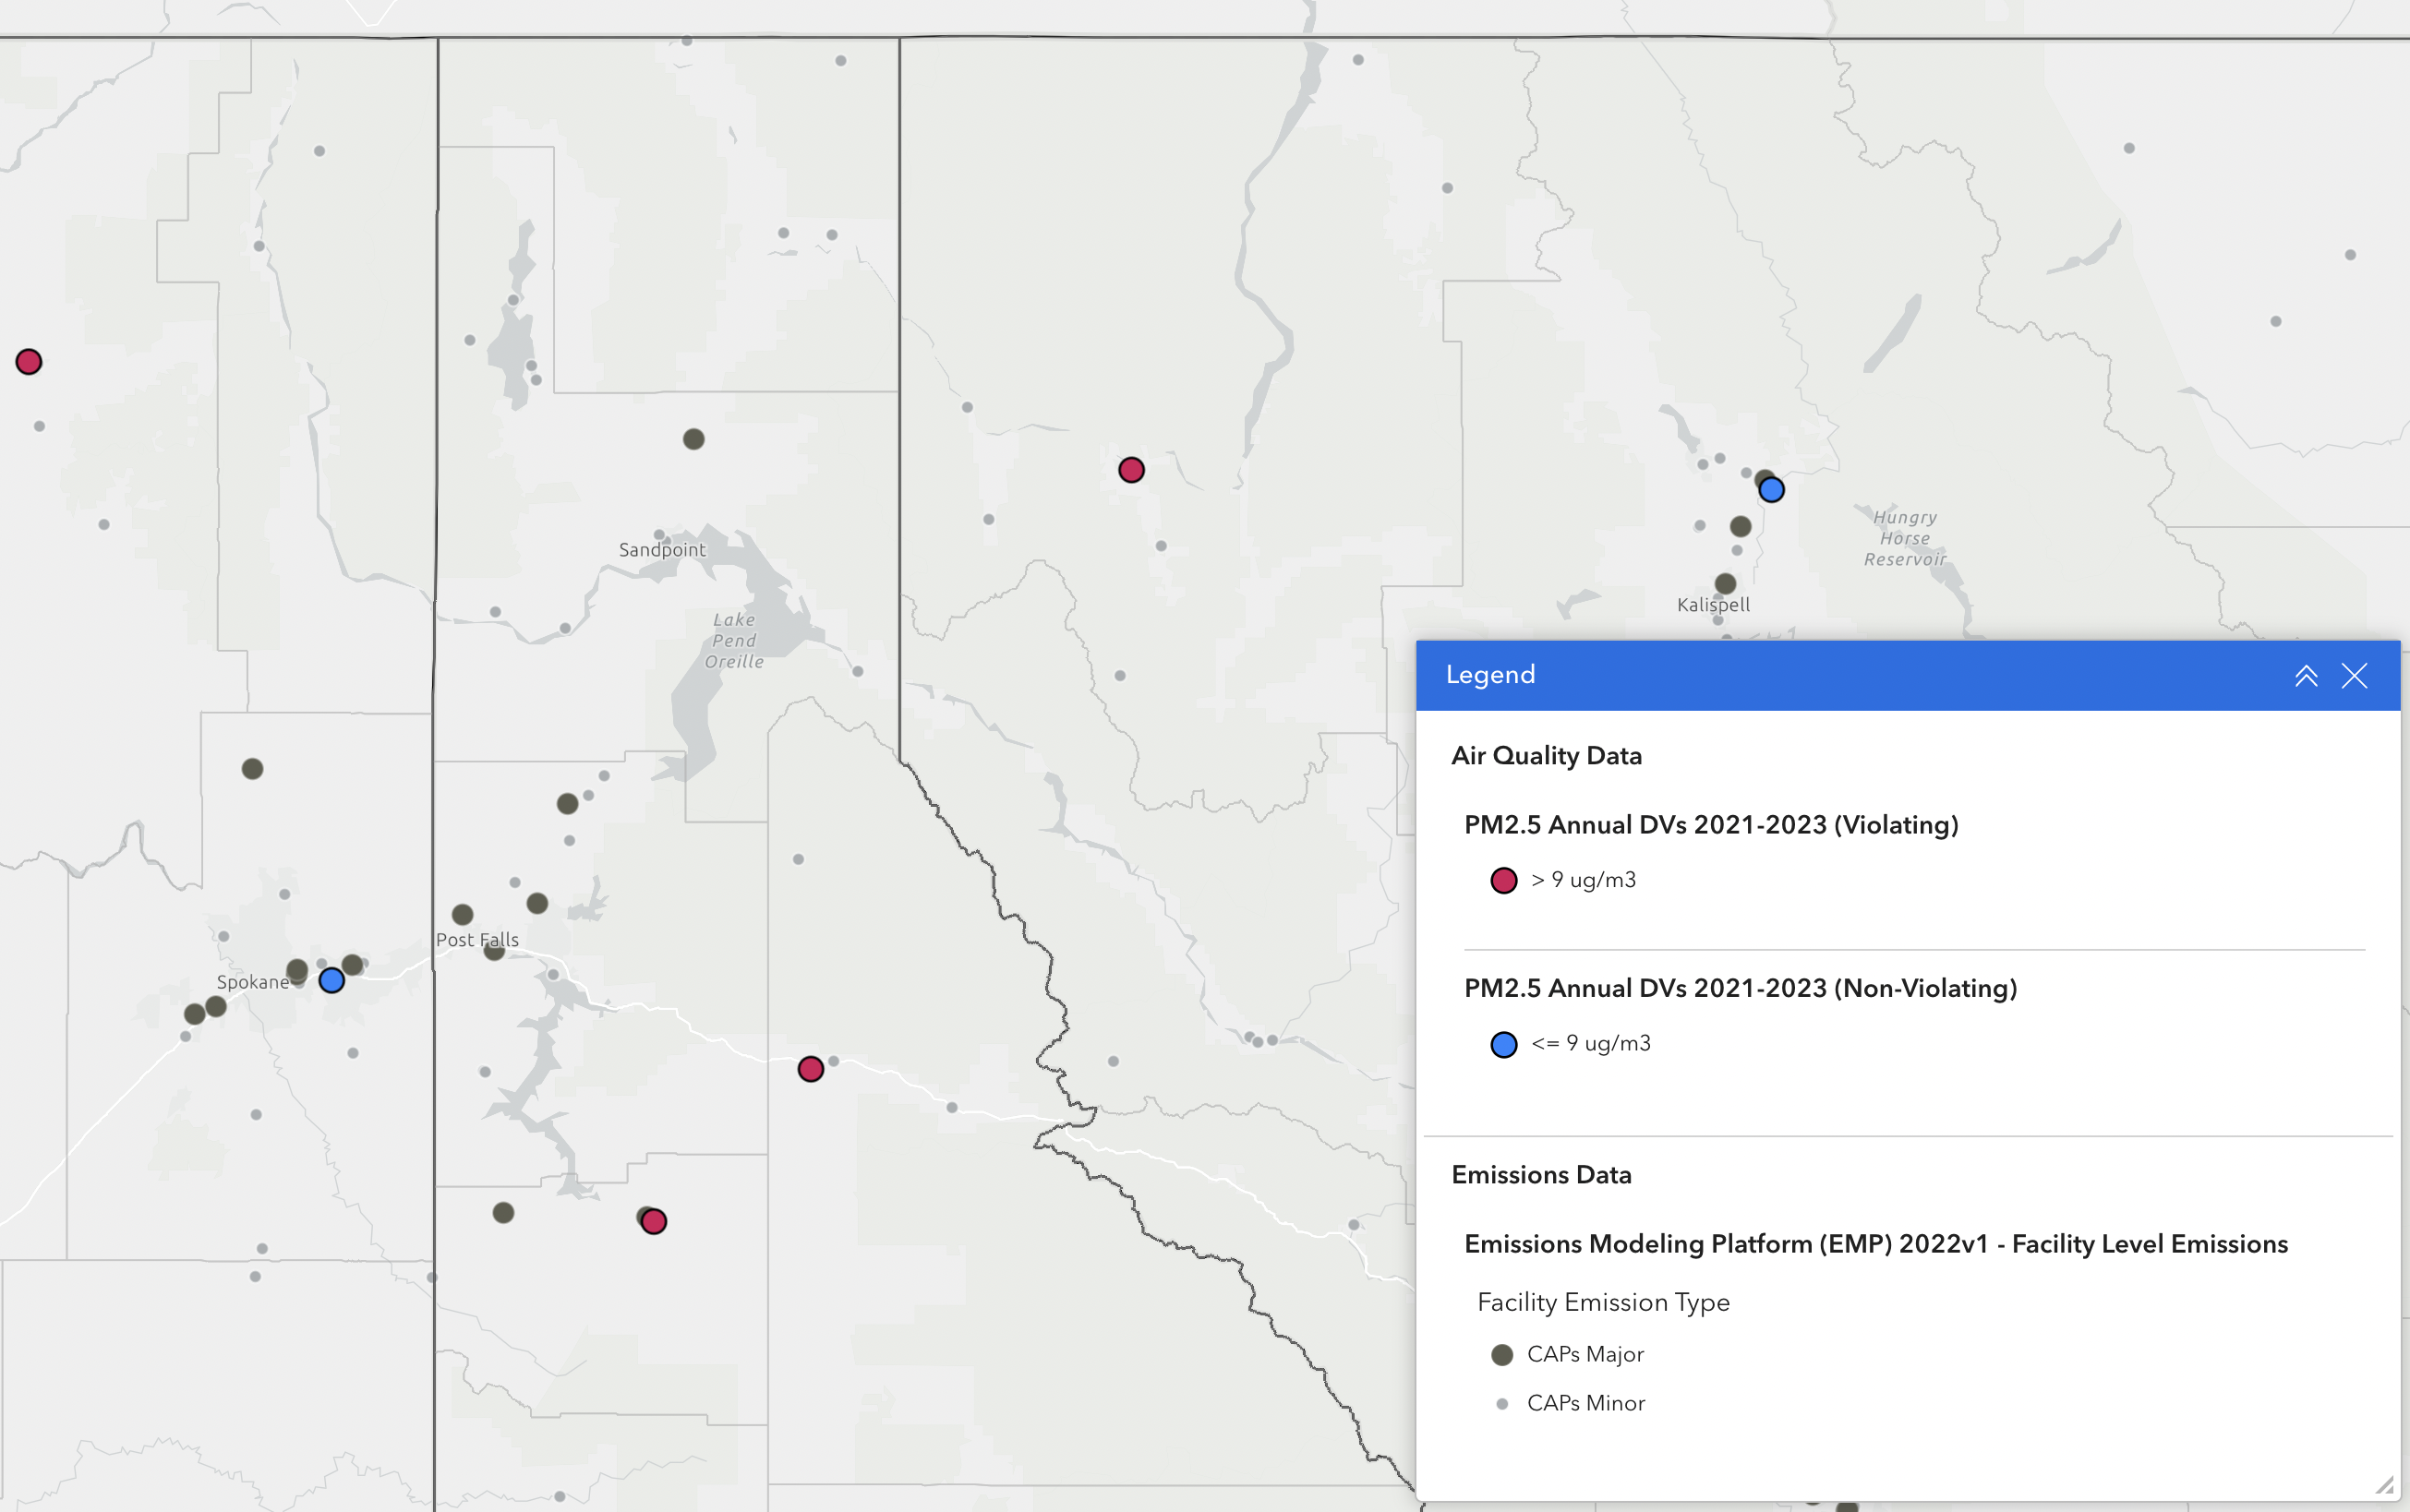 Sandpoint
Lake
Pend
Oreille
Hungry
Horse
Reservoir
Kalispell
Post Falls
Spokane
Legend
Air Quality Data
PM2.5 Annual DVs 2021-2023 (Violating)
> 9 ug/m3
PM2.5 Annual DVs 2021-2023 (Non-Violating)
<= 9 ug/m3
Emissions Data
Emissions Modeling Platform (EMP) 2022v1 - Facility Level Emissions
Facility Emission Type
CAPs Major
CAPs Minor